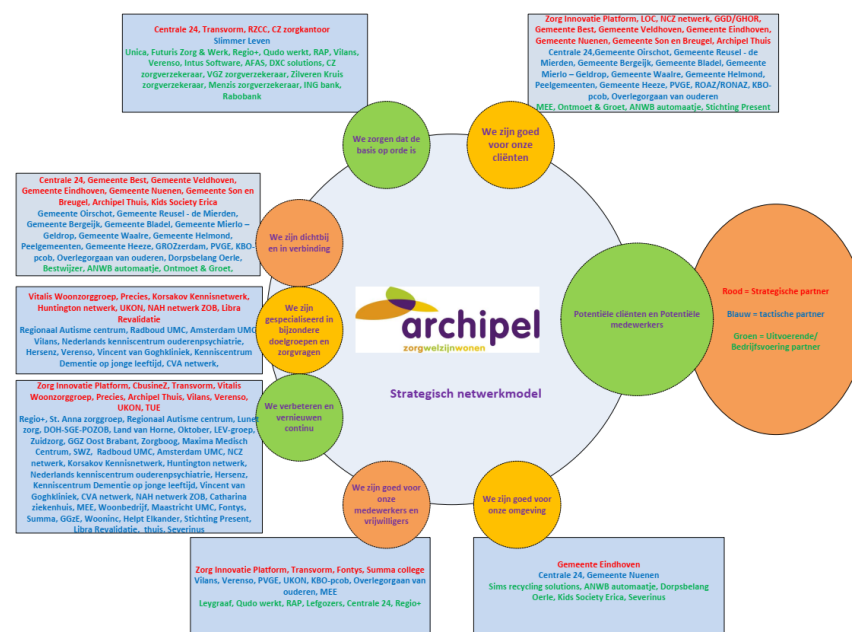 Centrale 24, Transvorm, RZCC, CZ zorgkantoor
Slimmer Leven
Unica, Futuris Zorg & Werk, Regio+, Qudo werkt, RAP, Vilans,
Verenso, Intus Software, AFAS, DXC solutions, CZ
zorgverzekeraar, VGZ zorgverzekeraar, Zilveren Kruis
zorgverzekeraar, Menzis zorgverzekeraar, ING bank,
Rabobank
Zorg Innovatie Platform, LOC, NCZ netwerk, GGD/GHOR,
Gemeente Best, Gemeente Veldhoven, Gemeente Eindhoven,
Gemeente Nuenen, Gemeente Son en Breugel, Archipel Thuis
Centrale 24,Gemeente Oirschot, Gemeente Reusel - de
Mierden, Gemeente Bergeijk, Gemeente Bladel, Gemeente
Mierlo – Geldrop, Gemeente Waalre, Gemeente Helmond,
Peelgemeenten, Gemeente Heeze, PVGE, ROAZ/RONAZ, KBO-
pcob, Overlegorgaan van ouderen
MEE, Ontmoet & Groet, ANWB automaatje, Stichting Present
We zorgen dat de
basis op orde is
We zijn goed
voor onze
cliënten
Centrale 24, Gemeente Best, Gemeente Veldhoven,
Gemeente Eindhoven, Gemeente Nuenen, Gemeente Son en
Breugel, Archipel Thuis, Kids Society Erica
Gemeente Oirschot, Gemeente Reusel - de Mierden,
Gemeente Bergeijk, Gemeente Bladel, Gemeente Mierlo –
Geldrop, Gemeente Waalre, Gemeente Helmond,
Peelgemeenten, Gemeente Heeze, GROZzerdam, PVGE, KBO-
pcob, Overlegorgaan van ouderen, Dorpsbelang Oerle,
Bestwijzer, ANWB automaatje, Ontmoet & Groet,
We zijn dichtbij
en in verbinding
Vitalis Woonzorggroep, Precies, Korsakov Kennisnetwerk,
Huntington netwerk, UKON, NAH netwerk ZOB, Libra
Revalidatie
Regionaal Autisme centrum, Radboud UMC, Amsterdam UMC
Vilans, Nederlands kenniscentrum ouderenpsychiatrie,
Hersenz, Verenso, Vincent van Goghkliniek, Kenniscentrum
Dementie op jonge leeftijd, CVA netwerk,
We zijn
gespecialiseerd in
bijzondere
doelgroepen en
zorgvragen
archipel
zorgwelzijnwonen
Strategisch netwerkmodel
Potentiële cliënten en Potentiële
medewerkers
Rood = Strategische partner
Blauw = tactische partner
Groen = Uitvoerende/
Bedrijfsvoering partner
Zorg Innovatie Platform, CbusineZ, Transvorm, Vitalis
Woonzorggroep, Precies, Archipel Thuis, Vilans, Verenso,
UKON, TUE
Regio+, St. Anna zorggroep, Regionaal Autisme centrum, Lunet
zorg, DOH-SGE-POZOB, Land van Horne, Oktober, LEV-groep,
Zuidzorg, GGZ Oost Brabant, Zorgboog, Maxima Medisch
Centrum, SWZ, Radboud UMC, Amsterdam UMC, NCZ
netwerk, Korsakov Kennisnetwerk, Huntington netwerk,
Nederlands kenniscentrum ouderenpsychiatrie, Hersenz,
Kenniscentrum Dementie op jonge leeftijd, Vincent van
Goghkliniek, CVA netwerk, NAH netwerk ZOB, Catharina
ziekenhuis, MEE, Woonbedrijf, Maastricht UMC, Fontys,
Summa, GGzE, Wooninc, Helpt Elkander, Stichting Present,
Libra Revalidatie, thuis, Severinus
We verbeteren en
vernieuwen
continu
We zijn goed voor
onze
medewerkers en
vrijwilligers
We zijn goed voor
onze omgeving
Zorg Innovatie Platform, Transvorm, Fontys, Summa college
Vilans, Verenso, PVGE, UKON, KBO-pcob, Overlegorgaan van
ouderen, MEE
Leygraaf, Qudo werkt, RAP, Lefgozers, Centrale 24, Regio+
Gemeente Eindhoven
Centrale 24, Gemeente Nuenen
Sims recycling solutions, ANWB automaatje, Dorpsbelang
Oerle, Kids Society Erica, Severinus